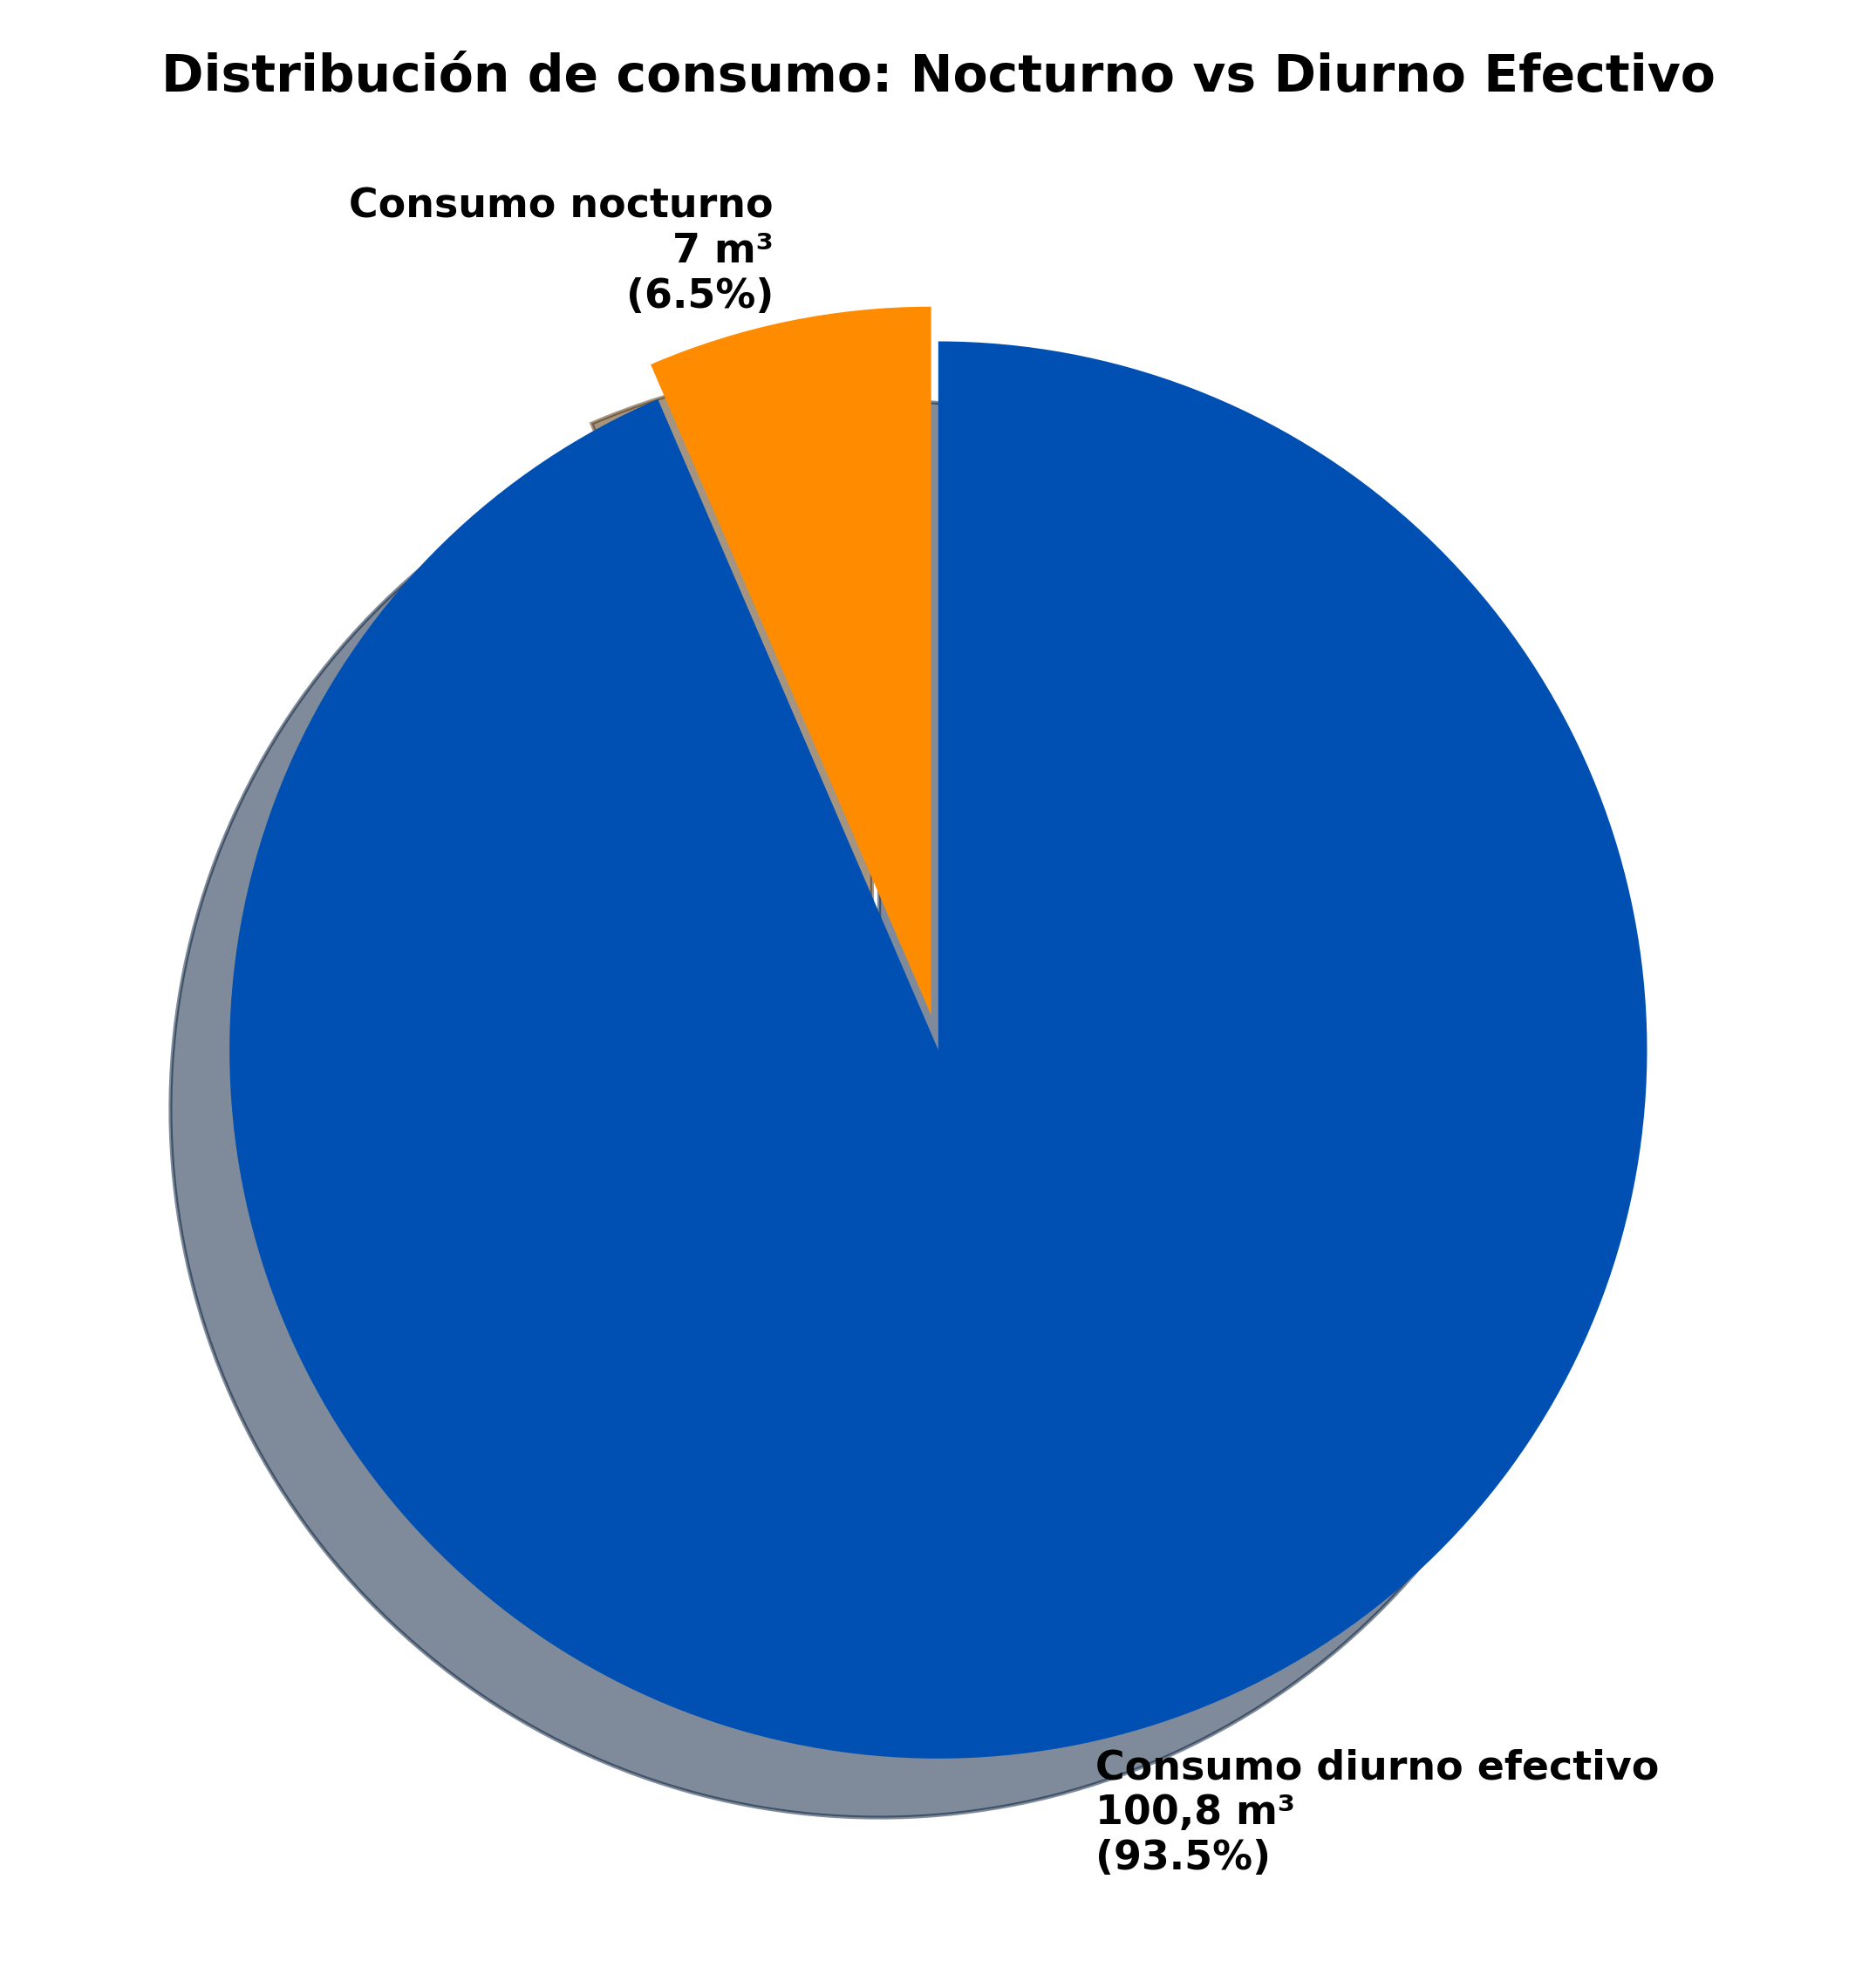 Distribución de consumo: Nocturno vs Diurno Efectivo
Consumo nocturno
7 m³
(6.5%)
Consumo diurno efectivo
100,8 m³
(93.5%)